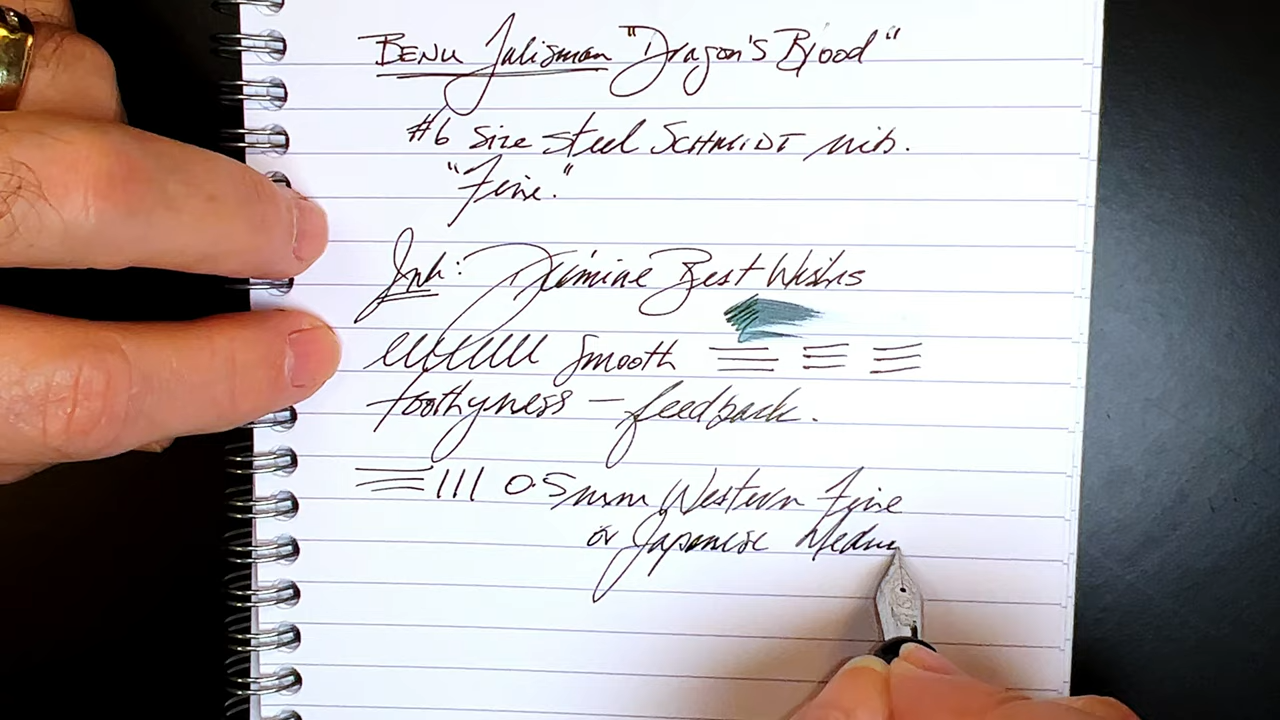 BENU Talisman "Dragon's Blood"
#6 size steel SCHMIDT nib.
"Fine."
Ink: Diamine Best Wishes
Smooth
toothyness - feedback.
0.5mm Western Fine
or Japanese Mediu